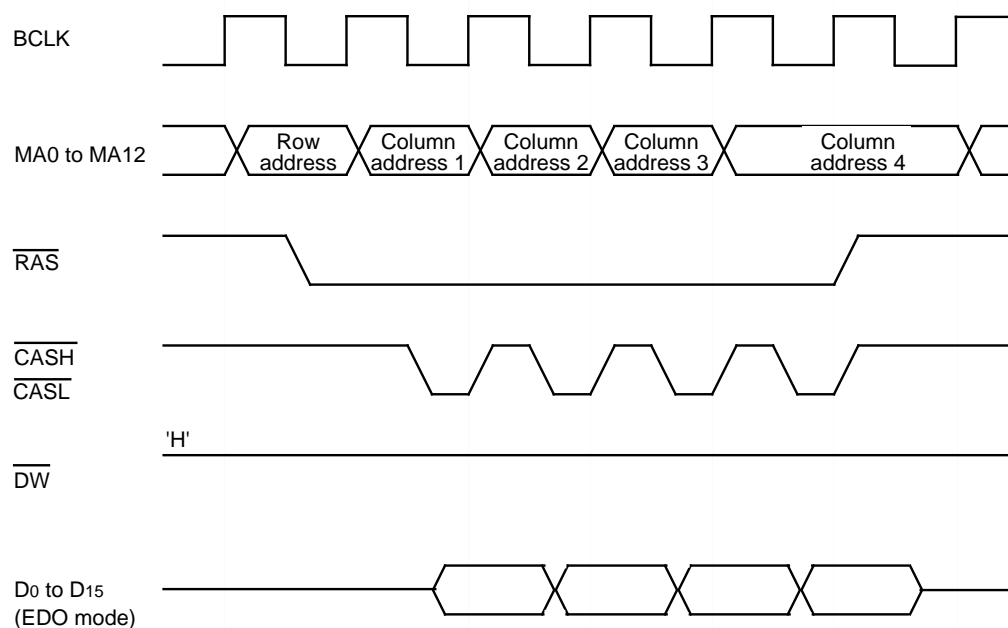 BCLK
MA0 to MA12
Row
address
Column
address 1
Column
address 2
Column
address 3
Column
address 4
RAS
CASH
CASL
'H'
DW
D0 to D15
(EDO mode)